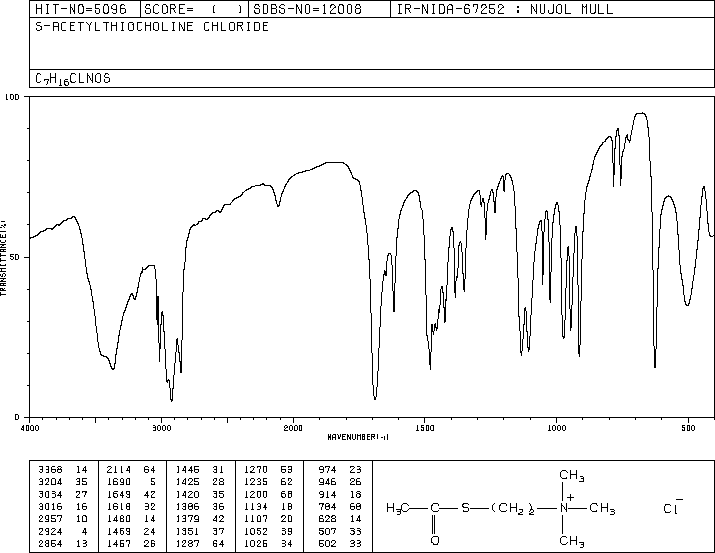 HIT-NO=5096 SCORE= ( ) SDBS-NO=12008 IR-NIDA-67252 : NUJOL MULL
S-ACETYLTHIOCHOLINE CHLORIDE
C7H16CLNOS
100
TRANSMITTANCE(%)
50
0
4000 3000 2000 1500 1000 500
WAVENUMBER(-1)
3368 14 2114 64 1446 31 1270 53 974 23
3204 35 1690 5 1425 28 1235 62 946 26
3034 27 1649 42 1420 35 1200 68 914 18
3016 16 1618 32 1386 36 1134 18 784 68
2957 10 1480 14 1379 42 1107 20 628 14
2924 4 1469 24 1351 37 1052 39 507 33
2854 13 1457 26 1287 64 1026 34 502 33
CH3
H3C C S (CH2)2 N CH3 Cl−
+
O CH3